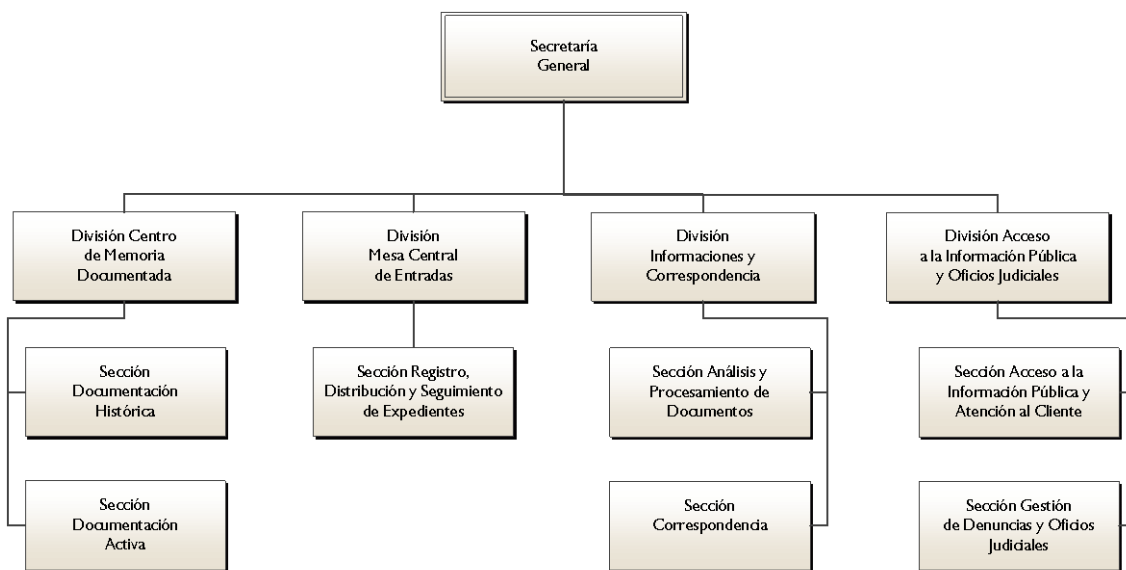 Secretaría
General
División Centro
de Memoria
Documentada
División
Mesa Central
de Entradas
División
Informaciones y
Correspondencia
División Acceso
a la Información Pública
y Oficios Judiciales
Sección
Documentación
Histórica
Sección Registro,
Distribución y Seguimiento
de Expedientes
Sección Análisis y
Procesamiento de
Documentos
Sección Acceso a la
Información Pública y
Atención al Cliente
Sección
Documentación
Activa
Sección
Correspondencia
Sección Gestión
de Denuncias y Oficios
Judiciales